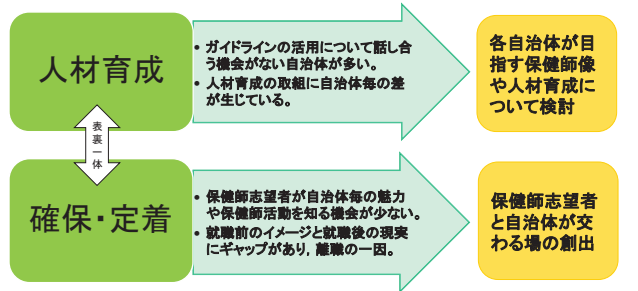 人材育成
・ガイドラインの活用について話し合
う機会がない自治体が多い。
・人材育成の取組に自治体毎の差
が生じている。
各自治体が目
指す保健師像
や人材育成に
ついて検討
表裏一体
確保・定着
・保健師志望者が自治体毎の魅力
や保健師活動を知る機会が少ない。
・就職前のイメージと就職後の現実
にギャップがあり,離職の一因。
保健師志望者
と自治体が交
わる場の創出